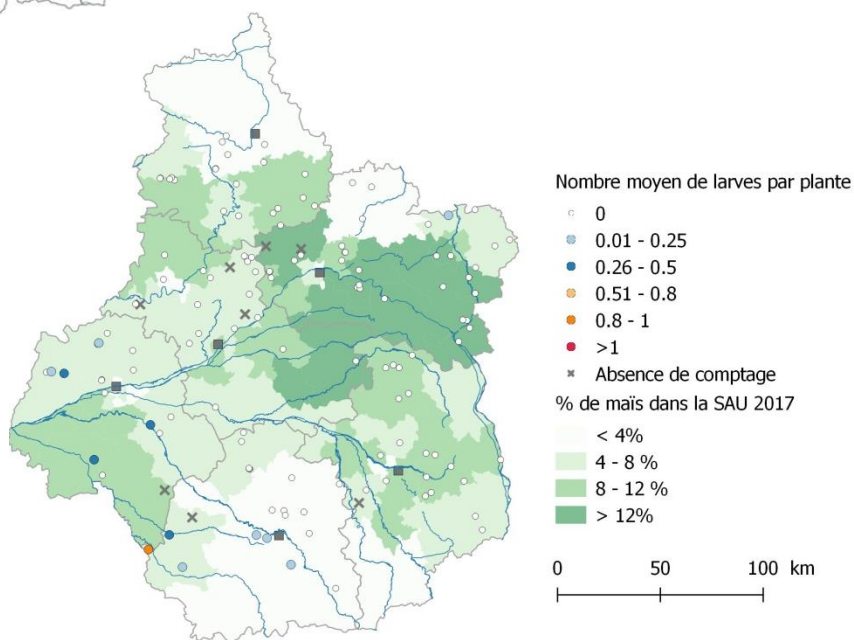 Nombre moyen de larves par plante
0
0.01 - 0.25
0.26 - 0.5
0.51 - 0.8
0.8 - 1
>1
Absence de comptage
% de maïs dans la SAU 2017
< 4%
4 - 8 %
8 - 12 %
> 12%
0 50 100 km